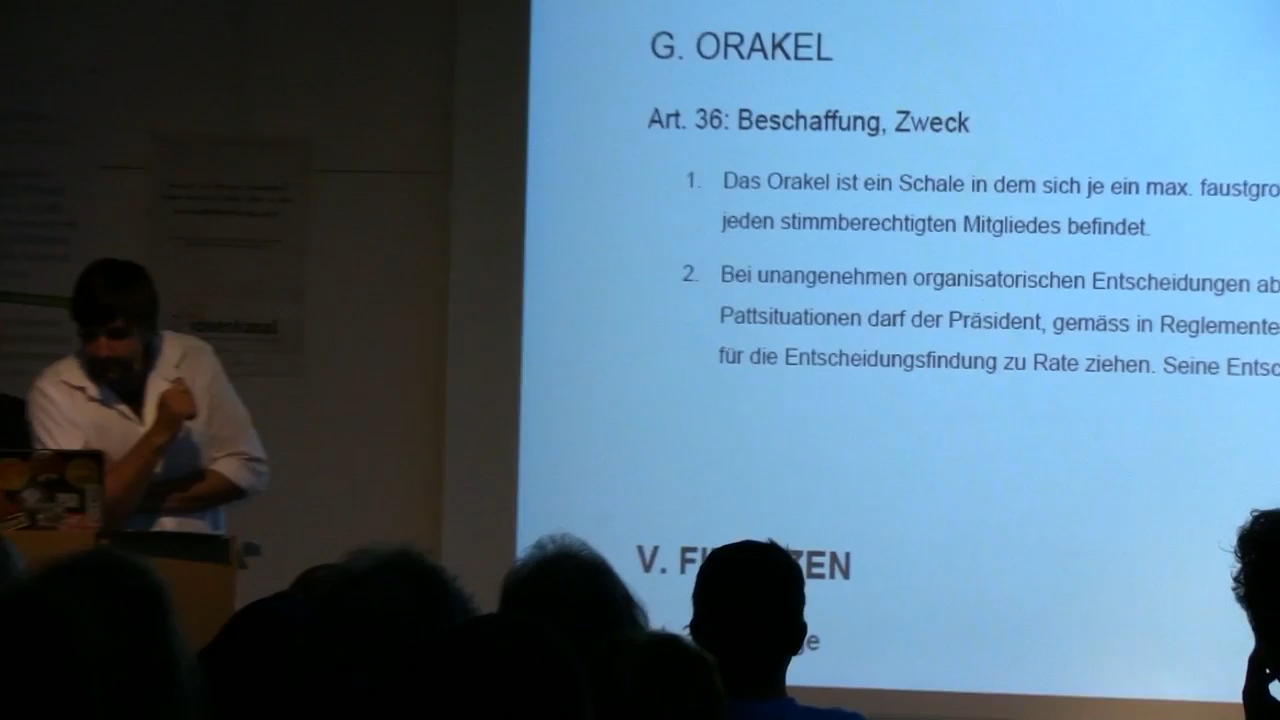 G. ORAKEL
Art. 36: Beschaffung, Zweck
1. Das Orakel ist ein Schale in dem sich je ein max. faustgro
jeden stimmberechtigten Mitgliedes befindet.
2. Bei unangenehmen organisatorischen Entscheidungen ab
Pattsituationen darf der Präsident, gemäss in Reglemente
für die Entscheidungsfindung zu Rate ziehen. Seine Entsc
V. F ZEN